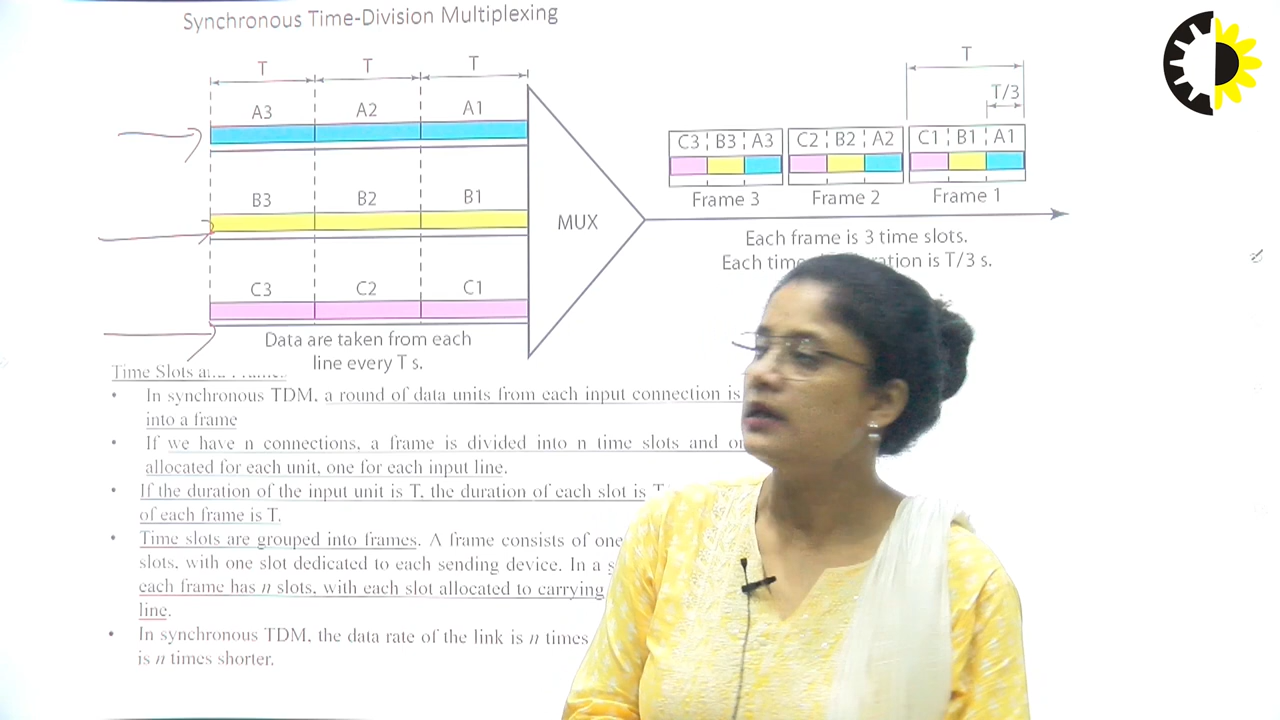 Synchronous Time-Division Multiplexing
T T T
A3 A2 A1
B3 B2 B1
C3 C2 C1
MUX
T
T/3
C3 B3 A3 C2 B2 A2 C1 B1 A1
Frame 3 Frame 2 Frame 1
Each frame is 3 time slots.
Each time ration is T/3 s.
Data are taken from each
line every T s.
Time Slots a
• In synchronous TDM, a round of data units from each input connection is
into a frame
• If we have n connections, a frame is divided into n time slots and
allocated for each unit, one for each input line.
• If the duration of the input unit is T, the duration of each slot is T
of each frame is T.
• Time slots are grouped into frames. A frame consists of one
slots, with one slot dedicated to each sending device. In a
each frame has n slots, with each slot allocated to carrying
line.
• In synchronous TDM, the data rate of the link is n times
is n times shorter.